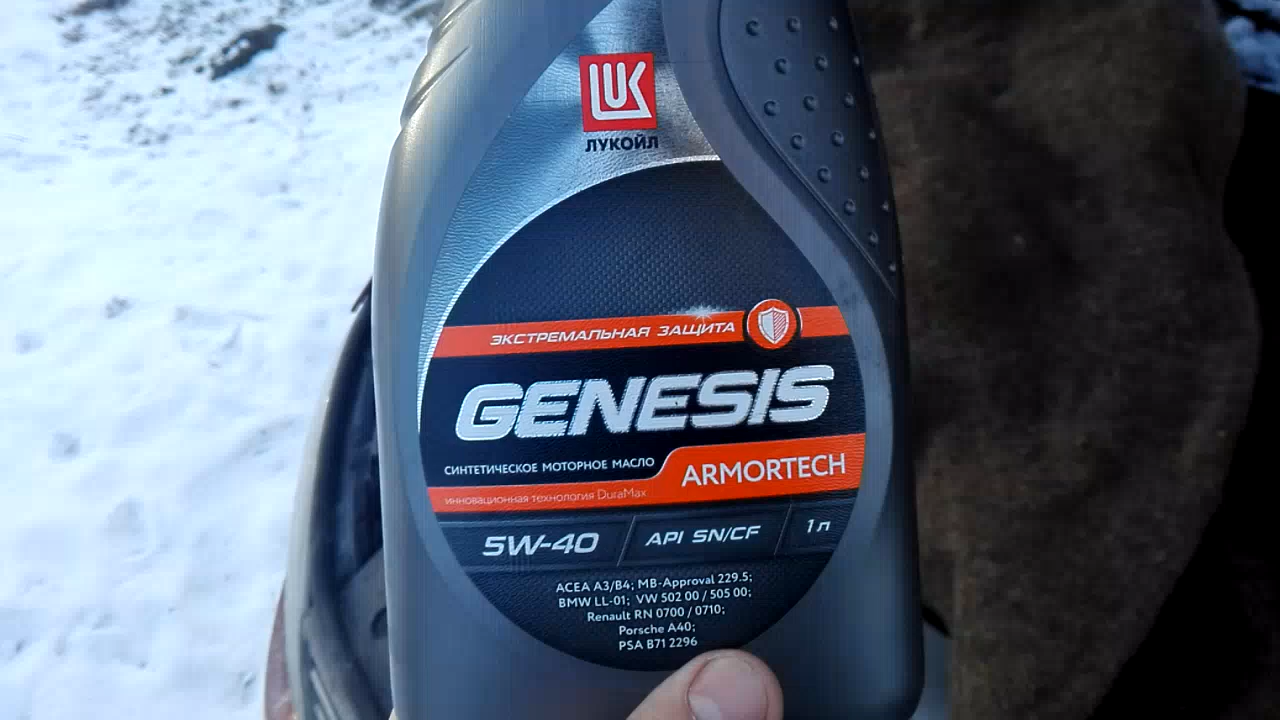 LUK
ЛУКОЙЛ
ЭКСТРЕМАЛЬНАЯ ЗАЩИТА
GENESIS
СИНТЕТИЧЕСКОЕ МОТОРНОЕ МАСЛО
ARMORTECH
инновационная технология DuraMax
5W-40
API SN/CF
1 л
ACEA A3/B4; MB-Approval 229.5;
BMW LL-01; VW 502 00 / 505 00;
Renault RN 0700 / 0710;
Porsche A40;
PSA B71 2296